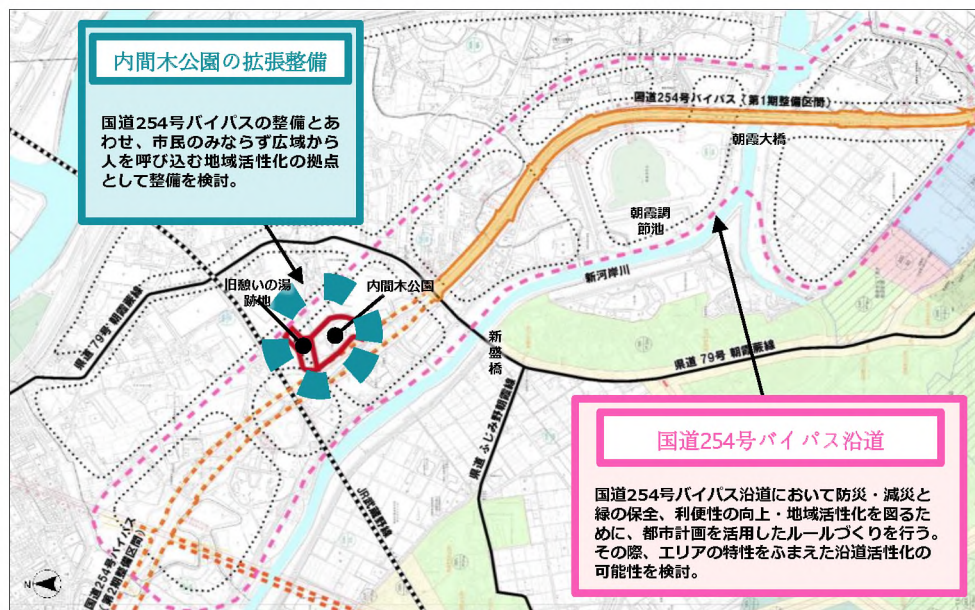 内間木公園の拡張整備
国道254号バイパスの整備とあ
わせ、市民のみならず広域から
人を呼び込む地域活性化の拠点
として整備を検討。
国道254号バイパス（第1期整備区間）
朝霞大橋
朝霞調
節池
新河岸川
旧憩いの湯
跡地
内間木公園
県道 79号 朝霞蕨線
新盛橋
県道 79号 朝霞蕨線
県道 ふじみ野朝霞線
JR武蔵野線
国道254号バイパス
（第2期整備区間）
N
国道254号バイパス沿道
国道254号バイパス沿道において防災・減災と
緑の保全、利便性の向上・地域活性化を図るた
めに、都市計画を活用したルールづくりを行う。
その際、エリアの特性をふまえた沿道活性化の
可能性を検討。